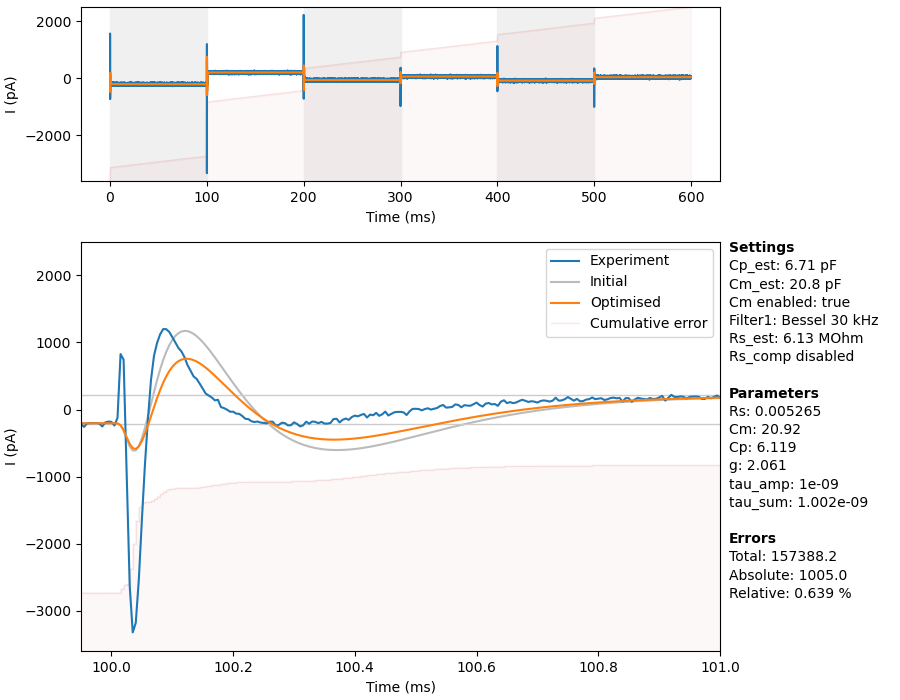 2000
0
−2000
I (pA)
0 100 200 300 400 500 600
Time (ms)
2000
1000
0
−1000
−2000
−3000
I (pA)
100.0 100.2 100.4 100.6 100.8 101.0
Time (ms)
Experiment
Initial
Optimised
Cumulative error
Settings
Cp_est: 6.71 pF
Cm_est: 20.8 pF
Cm enabled: true
Filter1: Bessel 30 kHz
Rs_est: 6.13 MOhm
Rs_comp disabled
Parameters
Rs: 0.005265
Cm: 20.92
Cp: 6.119
g: 2.061
tau_amp: 1e-09
tau_sum: 1.002e-09
Errors
Total: 157388.2
Absolute: 1005.0
Relative: 0.639 %